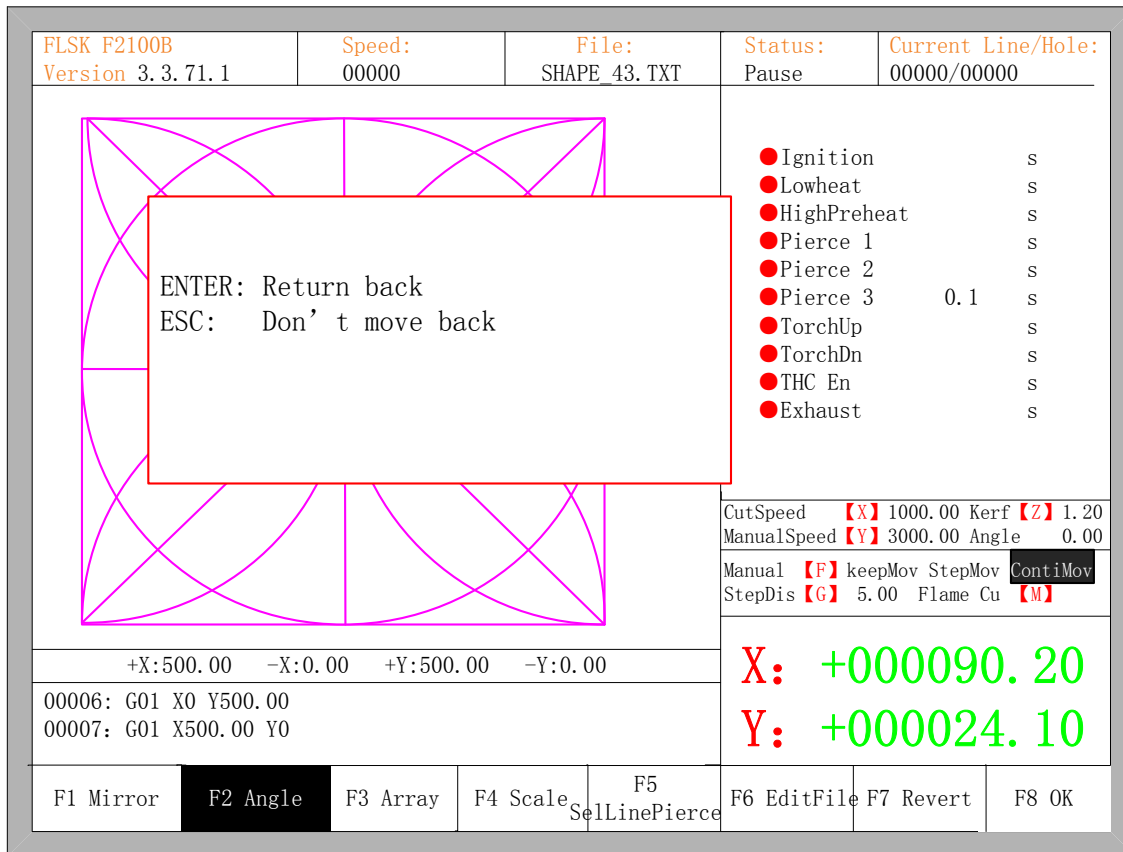 FLSK F2100B
Version 3.3.71.1
Speed:
00000
File:
SHAPE_43.TXT
Status:
Pause
Current Line/Hole:
00000/00000
ENTER: Return back
ESC: Don't move back
Ignition s
Lowheat s
HighPreheat s
Pierce 1 s
Pierce 2 s
Pierce 3 0.1 s
TorchUp s
TorchDn s
THC En s
Exhaust s
CutSpeed 【X】 1000.00 Kerf 【Z】 1.20
ManualSpeed 【Y】 3000.00 Angle 0.00
Manual 【F】 keepMov StepMov ContiMov
StepDis 【G】 5.00 Flame Cu 【M】
+X:500.00 -X:0.00 +Y:500.00 -Y:0.00
00006: G01 X0 Y500.00
00007: G01 X500.00 Y0
X: +000090.20
Y: +000024.10
F1 Mirror
F2 Angle
F3 Array
F4 Scale
F5
SelLinePierce
F6 EditFile
F7 Revert
F8 OK